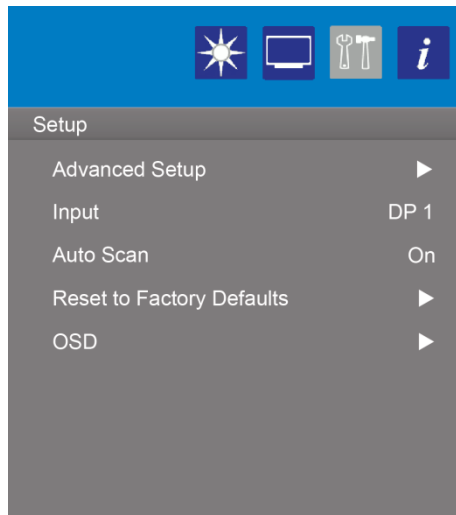 i
Setup
Advanced Setup
Input DP 1
Auto Scan On
Reset to Factory Defaults
OSD